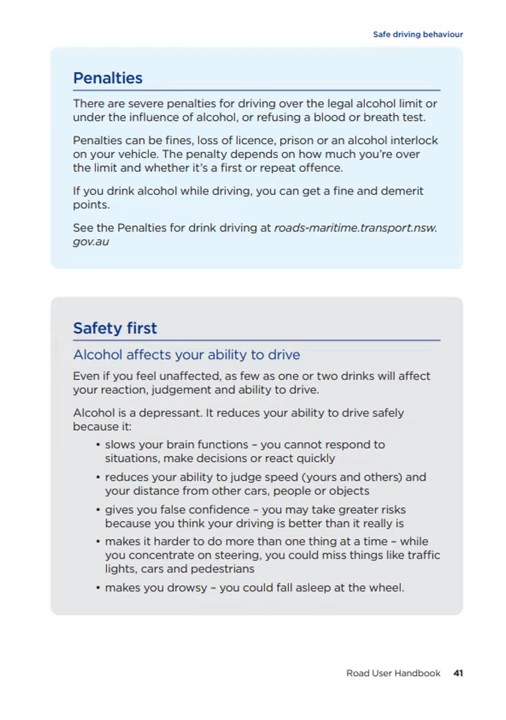 Safe driving behaviour
Penalties
There are severe penalties for driving over the legal alcohol limit or
under the influence of alcohol, or refusing a blood or breath test.
Penalties can be fines, loss of licence, prison or an alcohol interlock
on your vehicle. The penalty depends on how much you’re over
the limit and whether it’s a first or repeat offence.
If you drink alcohol while driving, you can get a fine and demerit
points.
See the Penalties for drink driving at roads-maritime.transport.nsw.
gov.au
Safety first
Alcohol affects your ability to drive
Even if you feel unaffected, as few as one or two drinks will affect
your reaction, judgement and ability to drive.
Alcohol is a depressant. It reduces your ability to drive safely
because it:
• slows your brain functions – you cannot respond to
situations, make decisions or react quickly
• reduces your ability to judge speed (yours and others) and
your distance from other cars, people or objects
• gives you false confidence – you may take greater risks
because you think your driving is better than it really is
• makes it harder to do more than one thing at a time – while
you concentrate on steering, you could miss things like traffic
lights, cars and pedestrians
• makes you drowsy – you could fall asleep at the wheel.
Road User Handbook 41